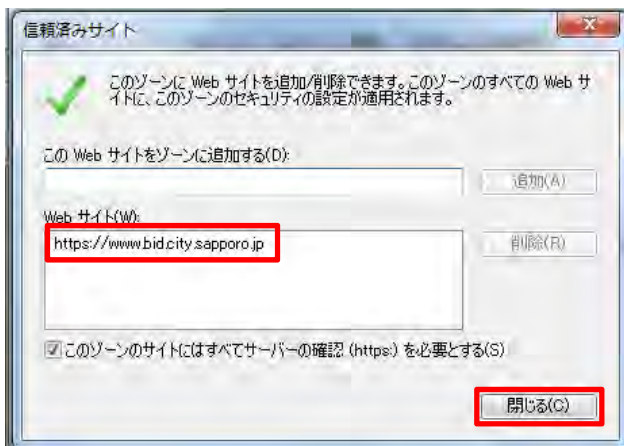 信頼済みサイト
このゾーンに Web サイトを追加/削除できます。このゾーンのすべての Web サ
イトに、このゾーンのセキュリティの設定が適用されます。
この Web サイトをゾーンに追加する(D):
追加(A)
Web サイト(W):
https://www.bid.city.sapporo.jp
削除(R)
このゾーンのサイトにはすべてサーバーの確認 (https:) を必要とする(S)
閉じる(C)